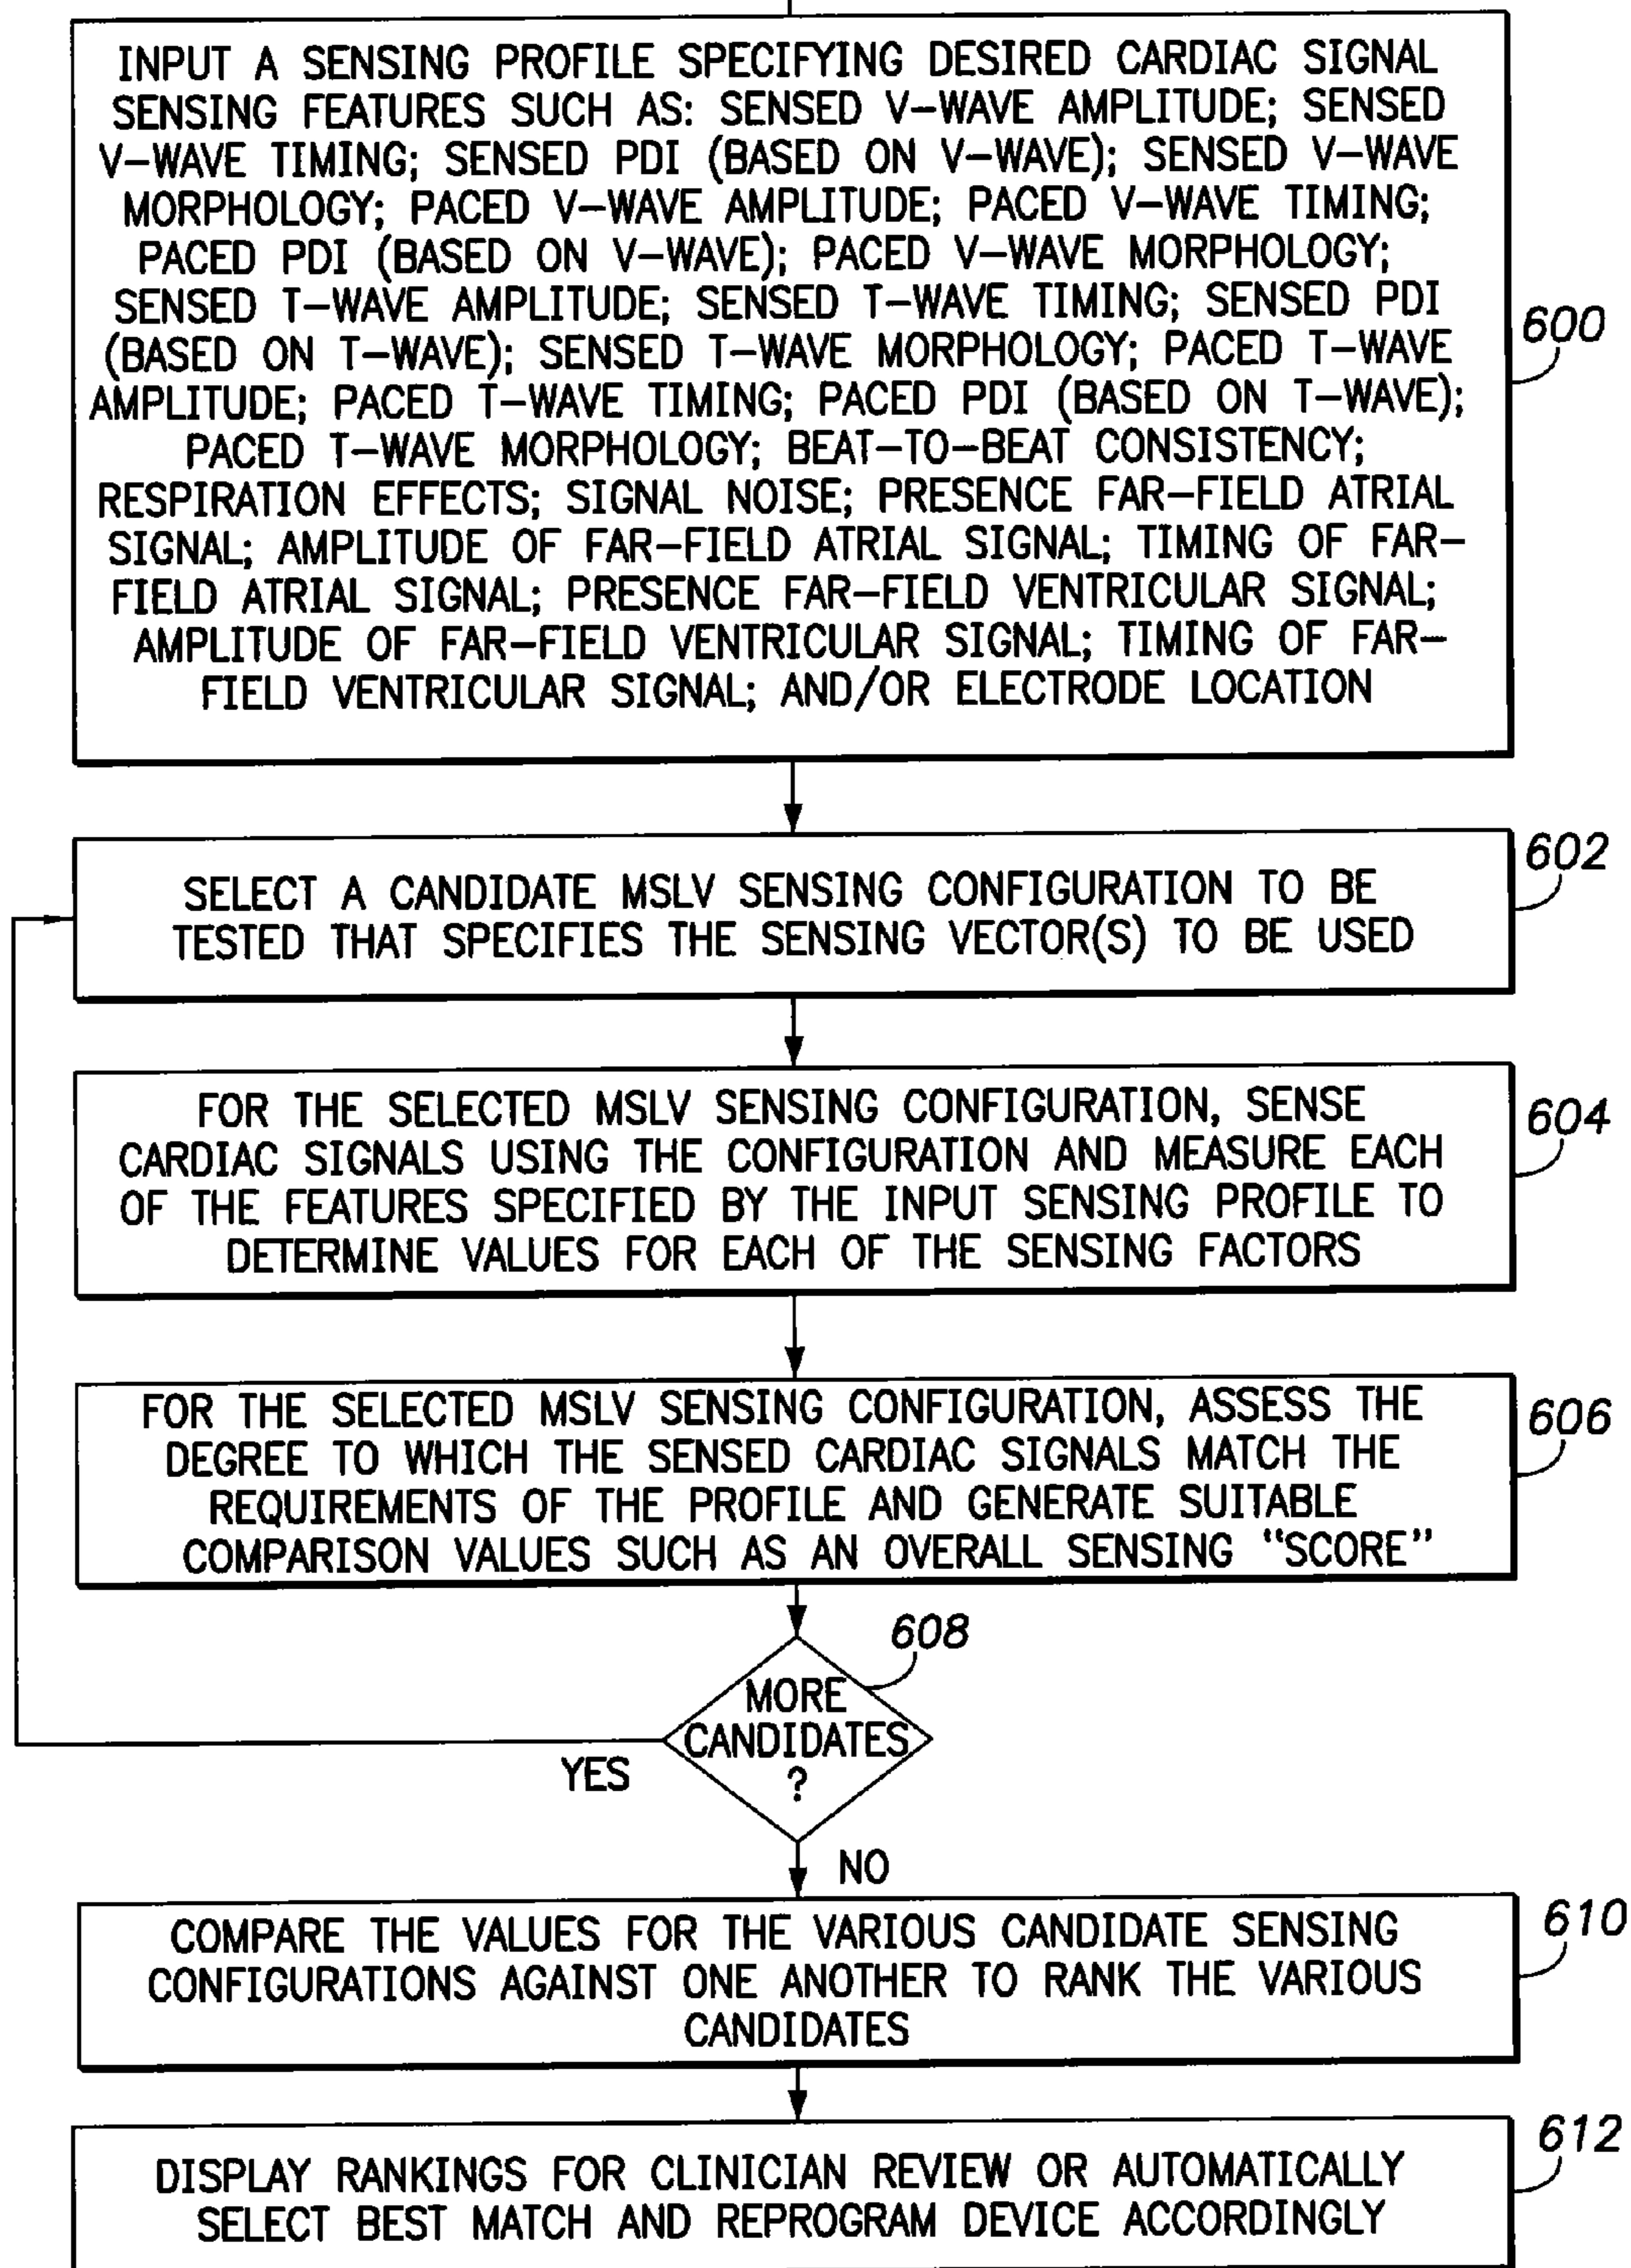 INPUT A SENSING PROFILE SPECIFYING DESIRED CARDIAC SIGNAL
SENSING FEATURES SUCH AS: SENSED V-WAVE AMPLITUDE; SENSED
V-WAVE TIMING; SENSED PDI (BASED ON V-WAVE); SENSED V-WAVE
MORPHOLOGY; PACED V-WAVE AMPLITUDE; PACED V-WAVE TIMING;
PACED PDI (BASED ON V-WAVE); PACED V-WAVE MORPHOLOGY;
SENSED T-WAVE AMPLITUDE; SENSED T-WAVE TIMING; SENSED PDI
(BASED ON T-WAVE); SENSED T-WAVE MORPHOLOGY; PACED T-WAVE
AMPLITUDE; PACED T-WAVE TIMING; PACED PDI (BASED ON T-WAVE);
PACED T-WAVE MORPHOLOGY; BEAT-TO-BEAT CONSISTENCY;
RESPIRATION EFFECTS; SIGNAL NOISE; PRESENCE FAR-FIELD ATRIAL
SIGNAL; AMPLITUDE OF FAR-FIELD ATRIAL SIGNAL; TIMING OF FAR-
FIELD ATRIAL SIGNAL; PRESENCE FAR-FIELD VENTRICULAR SIGNAL;
AMPLITUDE OF FAR-FIELD VENTRICULAR SIGNAL; TIMING OF FAR-
FIELD VENTRICULAR SIGNAL; AND/OR ELECTRODE LOCATION
600
SELECT A CANDIDATE MSLV SENSING CONFIGURATION TO BE
TESTED THAT SPECIFIES THE SENSING VECTOR(S) TO BE USED
602
FOR THE SELECTED MSLV SENSING CONFIGURATION, SENSE
CARDIAC SIGNALS USING THE CONFIGURATION AND MEASURE EACH
OF THE FEATURES SPECIFIED BY THE INPUT SENSING PROFILE TO
DETERMINE VALUES FOR EACH OF THE SENSING FACTORS
604
FOR THE SELECTED MSLV SENSING CONFIGURATION, ASSESS THE
DEGREE TO WHICH THE SENSED CARDIAC SIGNALS MATCH THE
REQUIREMENTS OF THE PROFILE AND GENERATE SUITABLE
COMPARISON VALUES SUCH AS AN OVERALL SENSING "SCORE"
606
608
MORE
CANDIDATES
?
YES
NO
COMPARE THE VALUES FOR THE VARIOUS CANDIDATE SENSING
CONFIGURATIONS AGAINST ONE ANOTHER TO RANK THE VARIOUS
CANDIDATES
610
DISPLAY RANKINGS FOR CLINICIAN REVIEW OR AUTOMATICALLY
SELECT BEST MATCH AND REPROGRAM DEVICE ACCORDINGLY
612